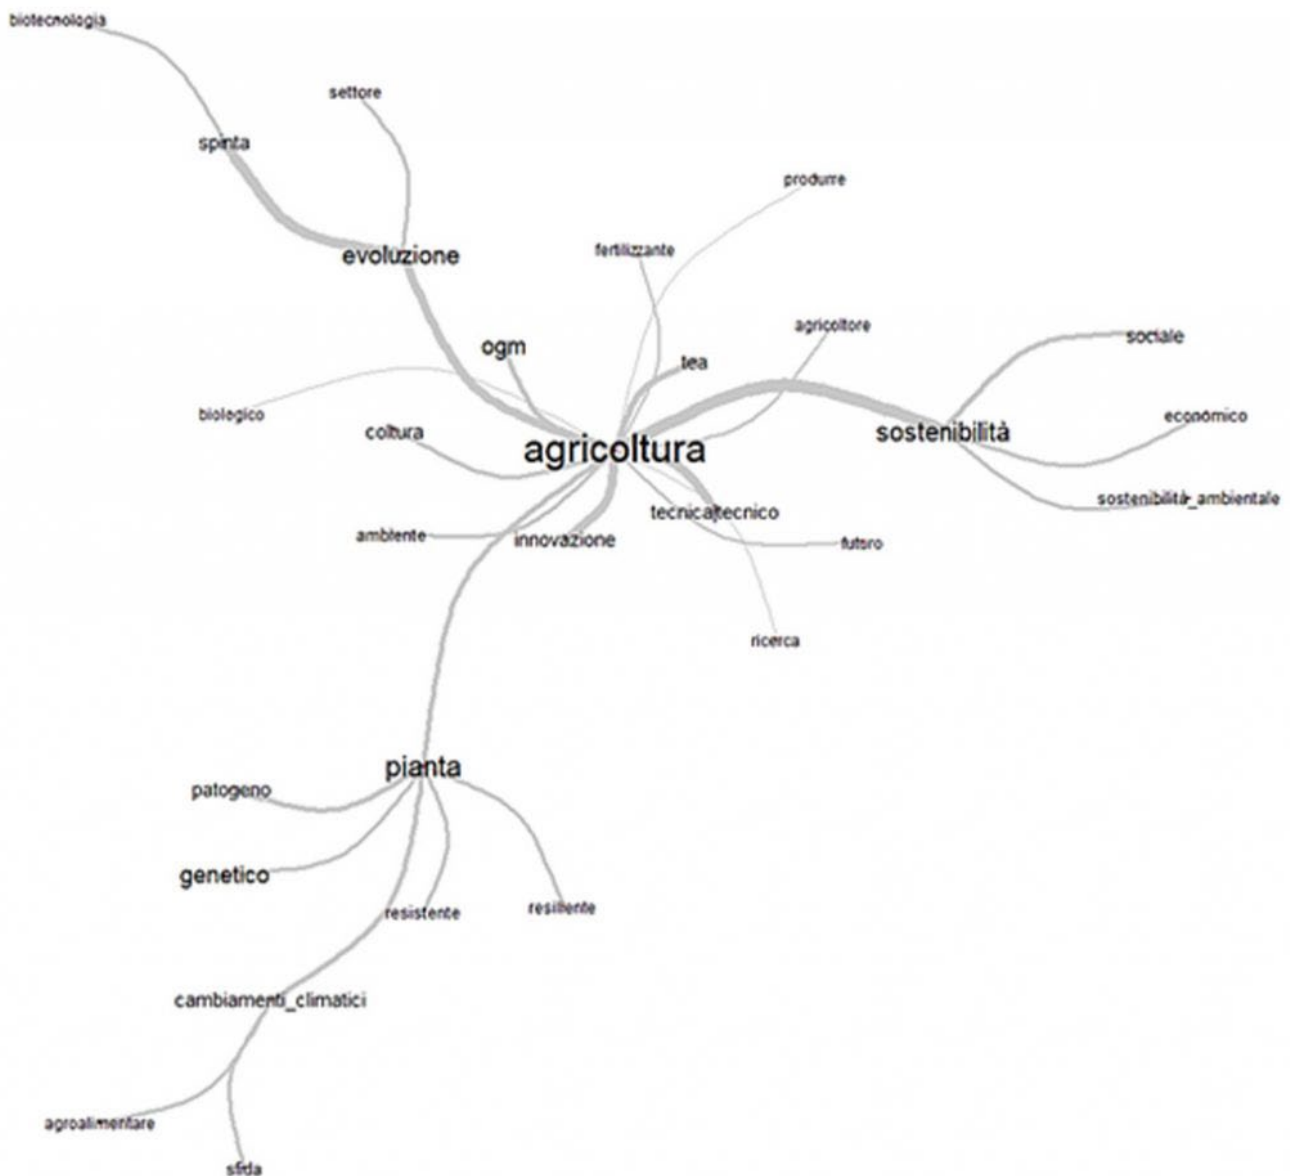 biotecnologia
settore
spinta
produrre
evoluzione
fertilizzante
agricoltore
sociale
ogm
tea
biologico
economico
coltura
sostenibilità
agricoltura
sostenibilità_ambientale
tecnica|tecnico
ambiente
innovazione
futuro
ricerca
pianta
patogeno
genetico
resistente
resiliente
cambiamenti_climatici
agroalimentare
sfida